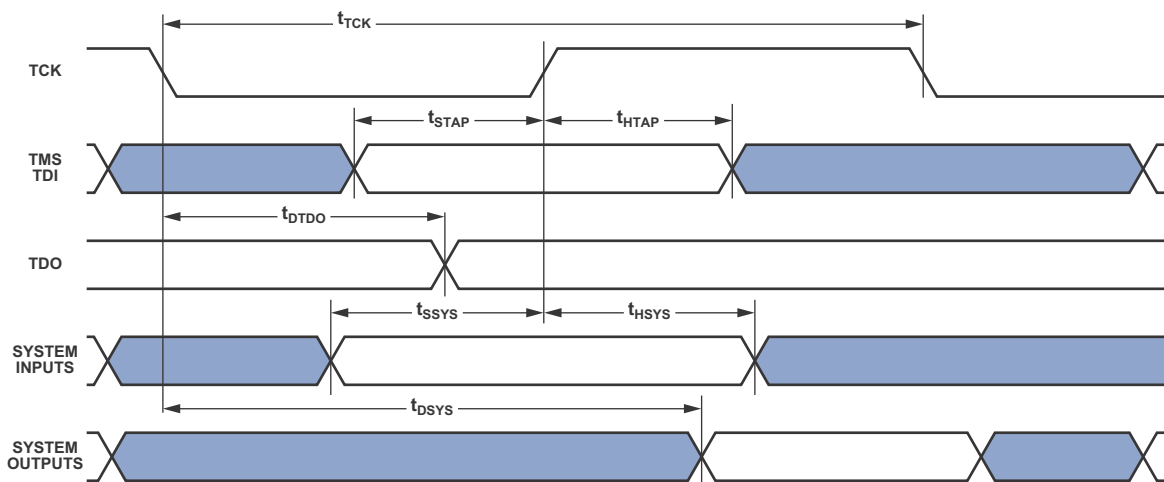 tTCK
TCK
tSTAP
tHTAP
TMS
TDI
tDTDO
TDO
tSSYS
tHSYS
SYSTEM
INPUTS
tDSYS
SYSTEM
OUTPUTS